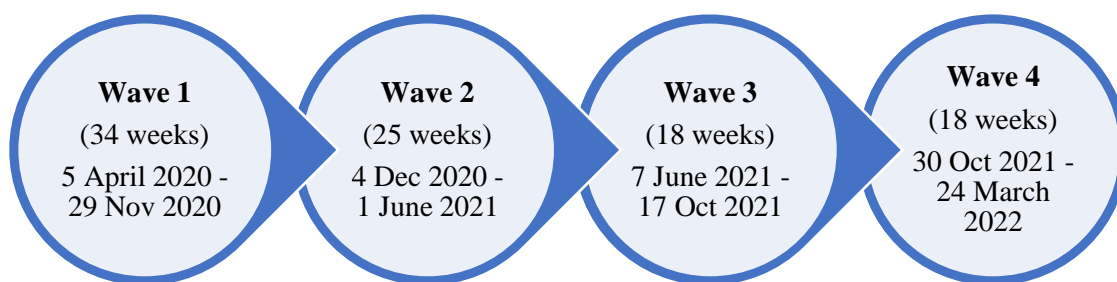 Wave 1
(34 weeks)
5 April 2020 -
29 Nov 2020
Wave 2
(25 weeks)
4 Dec 2020 -
1 June 2021
Wave 3
(18 weeks)
7 June 2021 -
17 Oct 2021
Wave 4
(18 weeks)
30 Oct 2021 -
24 March
2022